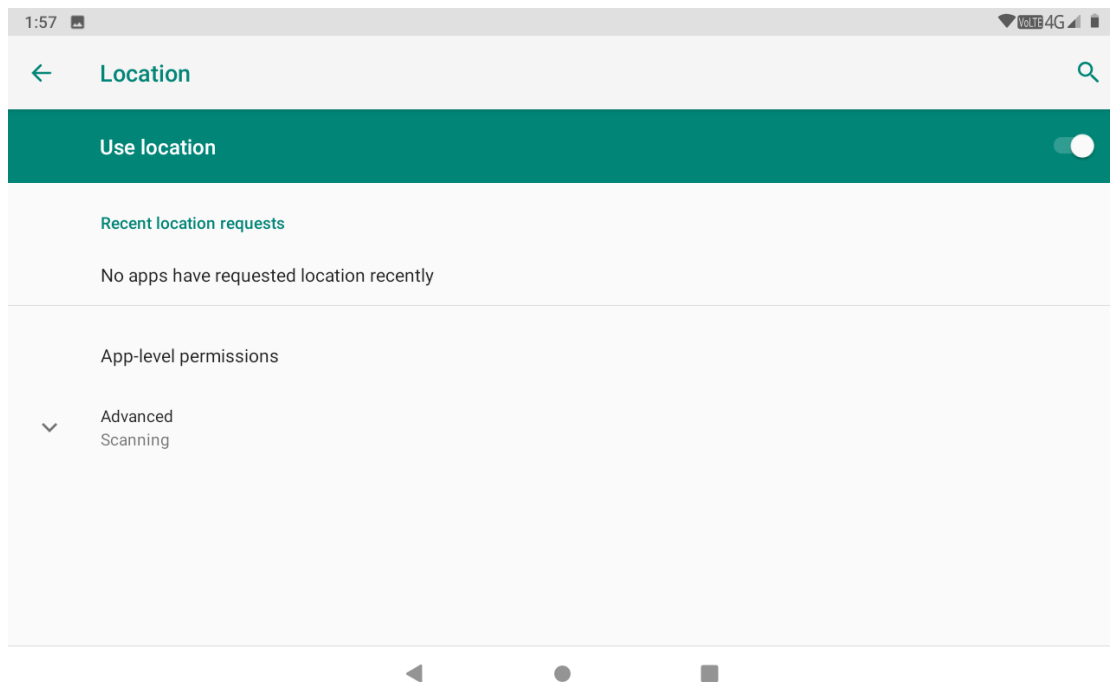 1:57 VoLTE 4G
Location
Use location
Recent location requests
No apps have requested location recently
App-level permissions
Advanced
Scanning